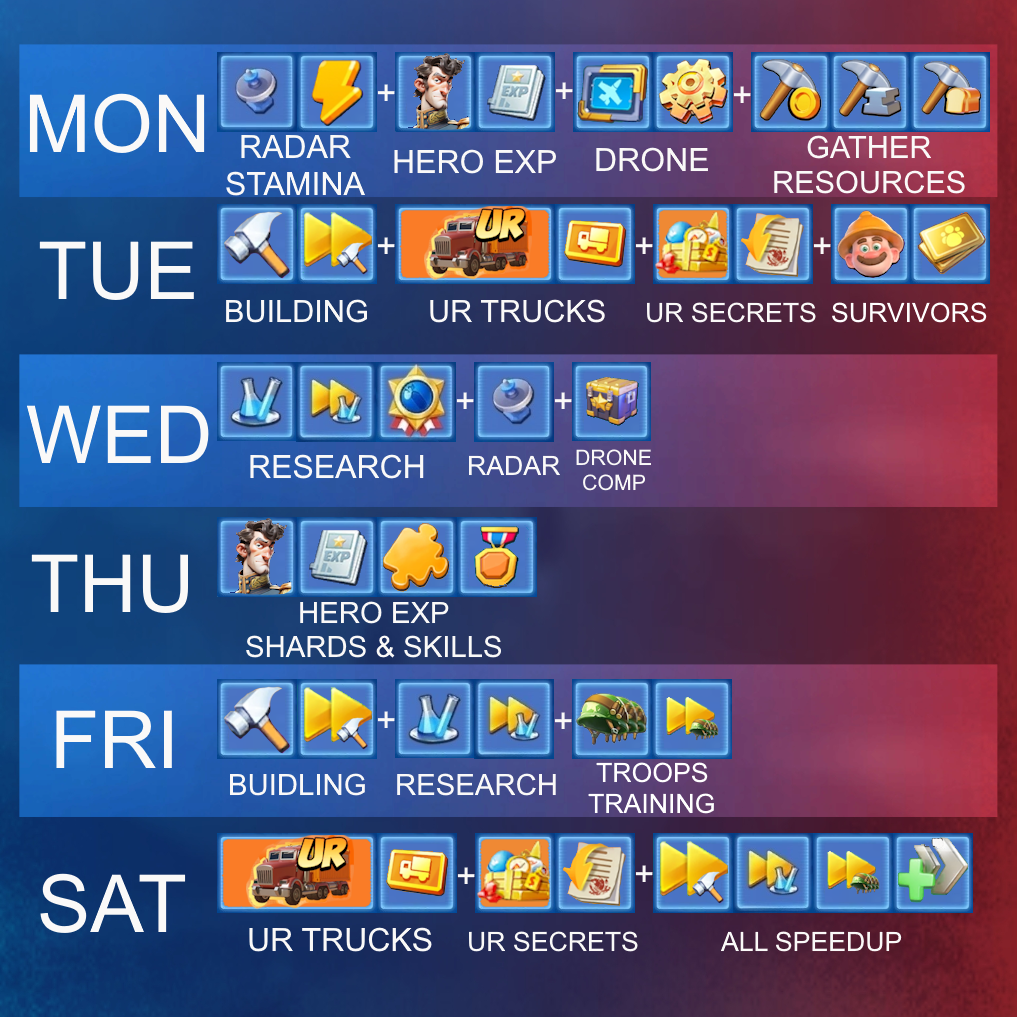 MON
EXP
RADAR
STAMINA
HERO EXP
DRONE
GATHER
RESOURCES
TUE
UR
BUILDING
UR TRUCKS
UR SECRETS
SURVIVORS
WED
RESEARCH
RADAR
DRONE
COMP
THU
EXP
HERO EXP
SHARDS & SKILLS
FRI
BUIDLING
RESEARCH
TROOPS
TRAINING
SAT
UR
UR TRUCKS
UR SECRETS
ALL SPEEDUP